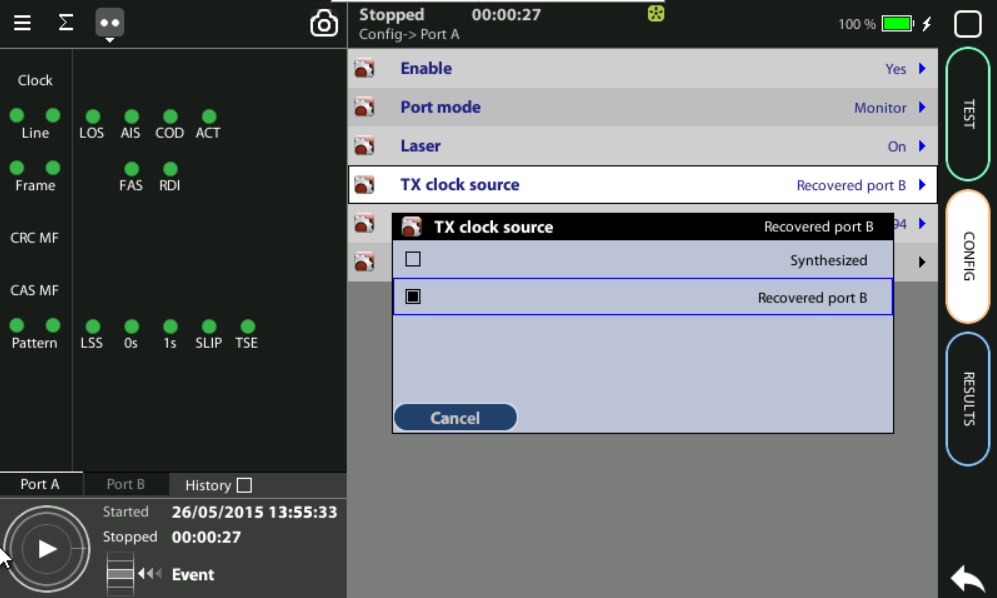 Stopped 00:00:27
Config-> Port A
100 %
Clock
Line LOS AIS COD ACT
Frame FAS RDI
CRC MF
CAS MF
Pattern LSS 0s 1s SLIP TSE
Port A Port B History
Started 26/05/2015 13:55:33
Stopped 00:00:27
Event
Enable Yes
Port mode Monitor
Laser On
TX clock source Recovered port B
94
TX clock source Recovered port B
Synthesized
Recovered port B
Cancel
TEST
CONFIG
RESULTS